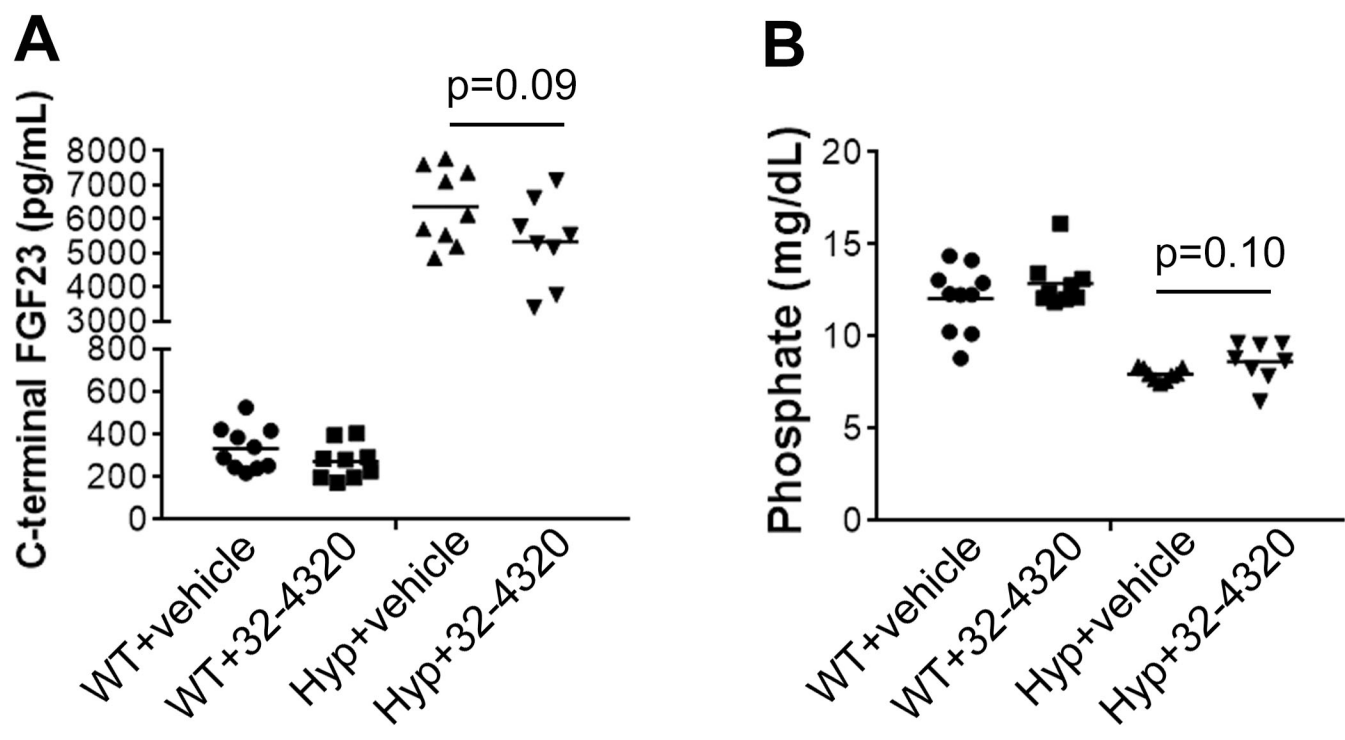 A
C-terminal FGF23 (pg/mL)
p=0.09
8000
7000
6000
5000
4000
3000
800
600
400
200
0
WT+vehicle
WT+32-4320
Hyp+vehicle
Hyp+32-4320
B
Phosphate (mg/dL)
p=0.10
20
15
10
5
0
WT+vehicle
WT+32-4320
Hyp+vehicle
Hyp+32-4320